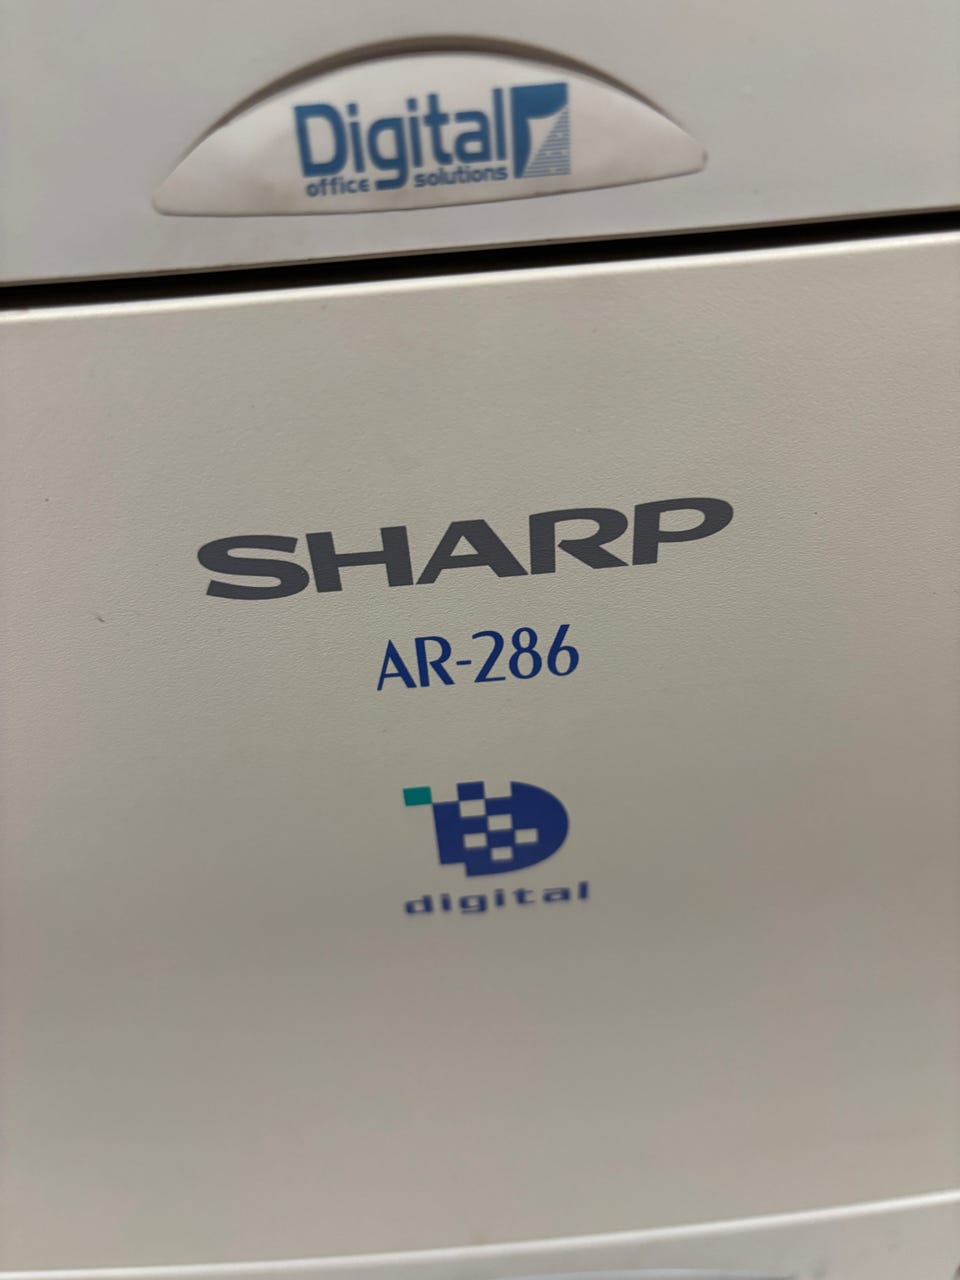 Digital
office solutions
SHARP
AR-286
digital